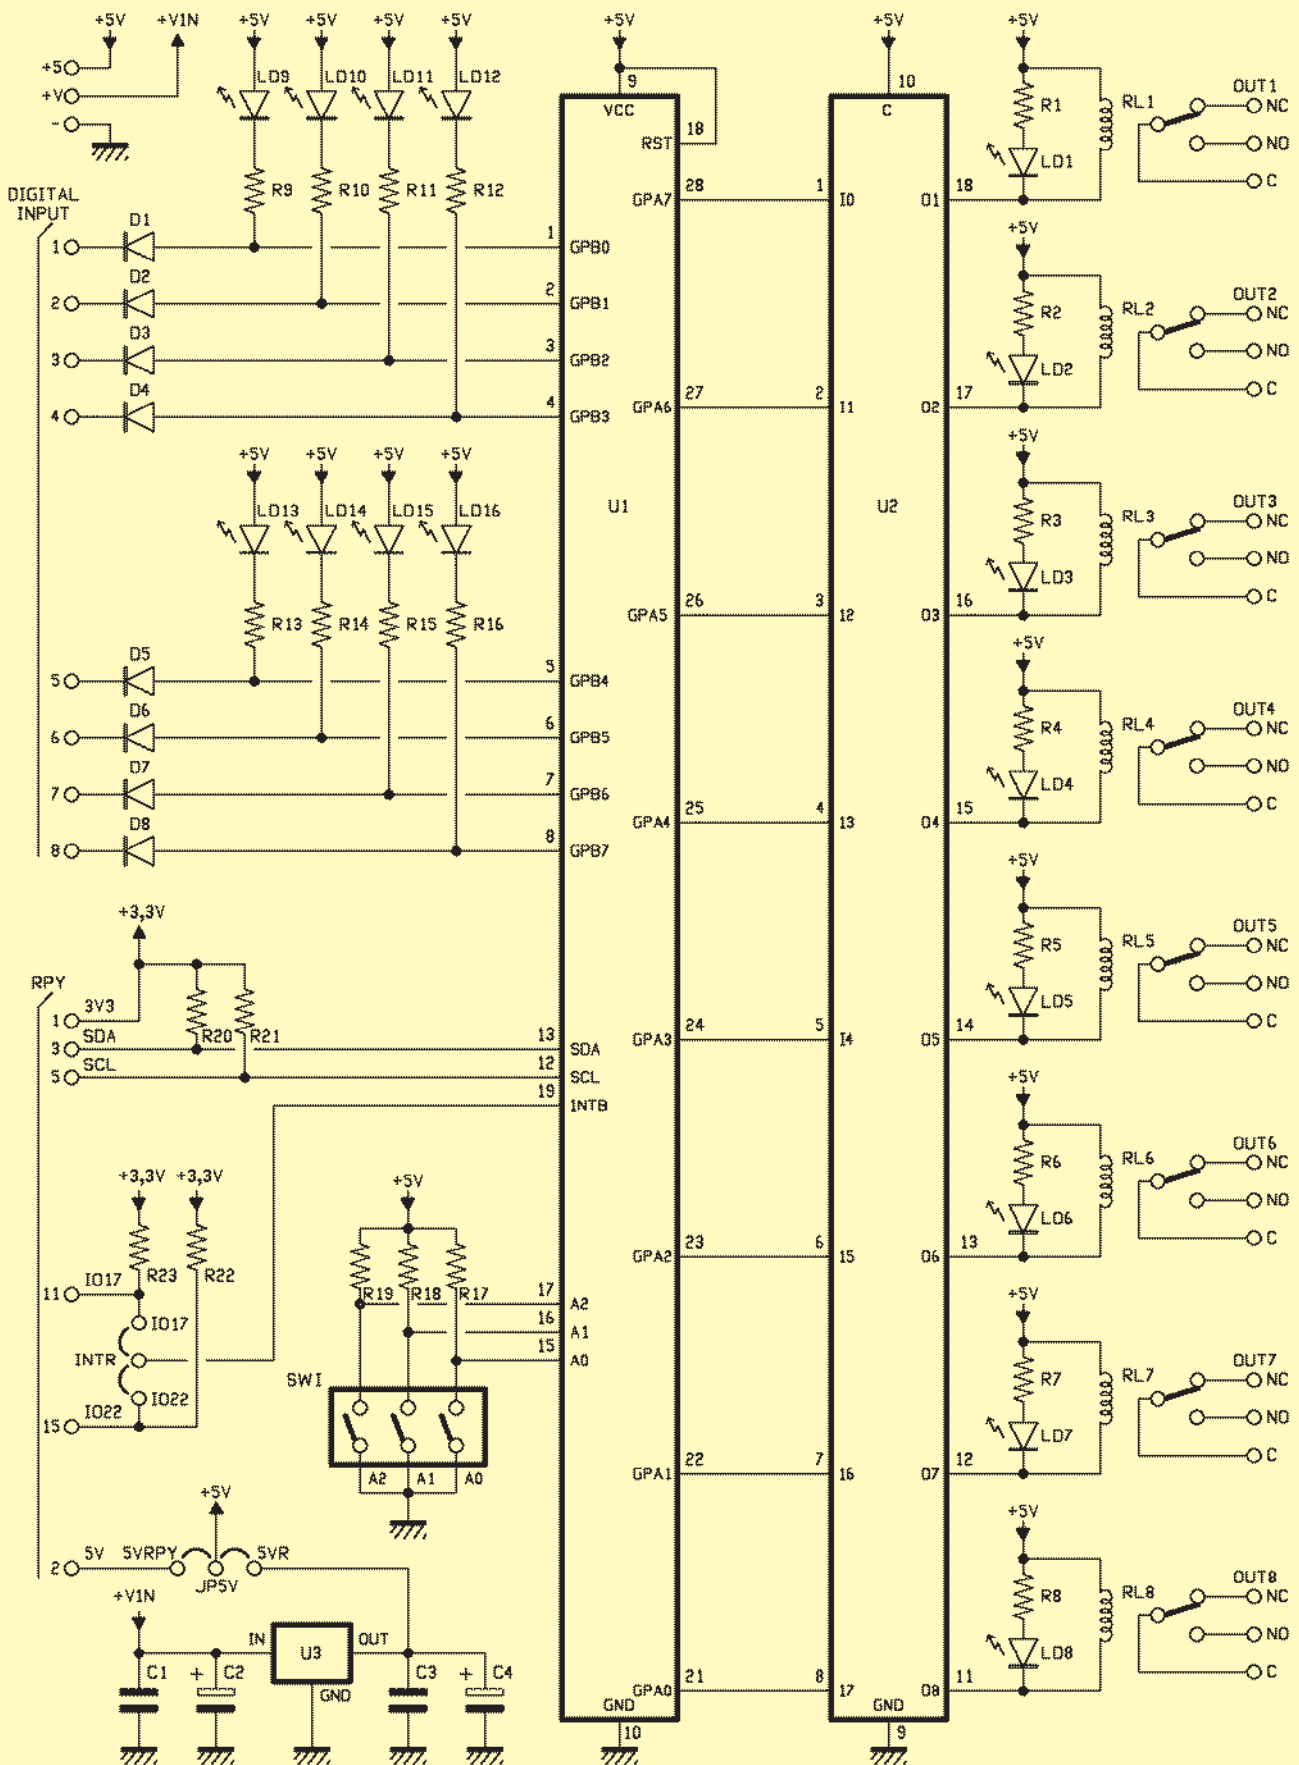 +5V +V1N +5V +5V +5V +5V +5V +5V +5V
+5
+V
-
LD9 LD10 LD11 LD12
R9 R10 R11 R12
DIGITAL
INPUT
1 D1 1 GPB0
2 D2 2 GPB1
3 D3 3 GPB2
4 D4 4 GPB3
+5V +5V +5V +5V
LD13 LD14 LD15 LD16
R13 R14 R15 R16
5 D5 5 GPB4
6 D6 6 GPB5
7 D7 7 GPB6
8 D8 8 GPB7
+3,3V
RPY
1 3V3
R20 R21
3 SDA 13 SDA
5 SCL 12 SCL
19 INTB
+3,3V +3,3V
R23 R22
11 IO17
IO17
INTR
IO22
15 IO22
+5V
R19 R18 R17
17 A2
16 A1
15 A0
SWI
A2 A1 A0
+5V
2 5V 5VRPY JP5V 5VR
+V1N
IN U3 OUT
GND
C1 + C2 C3 + C4
9
VCC
18
RST
U1
28 GPA7
27 GPA6
26 GPA5
25 GPA4
24 GPA3
23 GPA2
22 GPA1
21 GPA0
GND
10
10
C
U2
1 I0 O1 18
2 I1 O2 17
3 I2 O3 16
4 I3 O4 15
5 I4 O5 14
6 I5 O6 13
7 I6 O7 12
8 I7 O8 11
GND
9
R1 LD1 RL1 OUT1 NC NO C
+5V
R2 LD2 RL2 OUT2 NC NO C
+5V
R3 LD3 RL3 OUT3 NC NO C
+5V
R4 LD4 RL4 OUT4 NC NO C
+5V
R5 LD5 RL5 OUT5 NC NO C
+5V
R6 LD6 RL6 OUT6 NC NO C
+5V
R7 LD7 RL7 OUT7 NC NO C
+5V
R8 LD8 RL8 OUT8 NC NO C